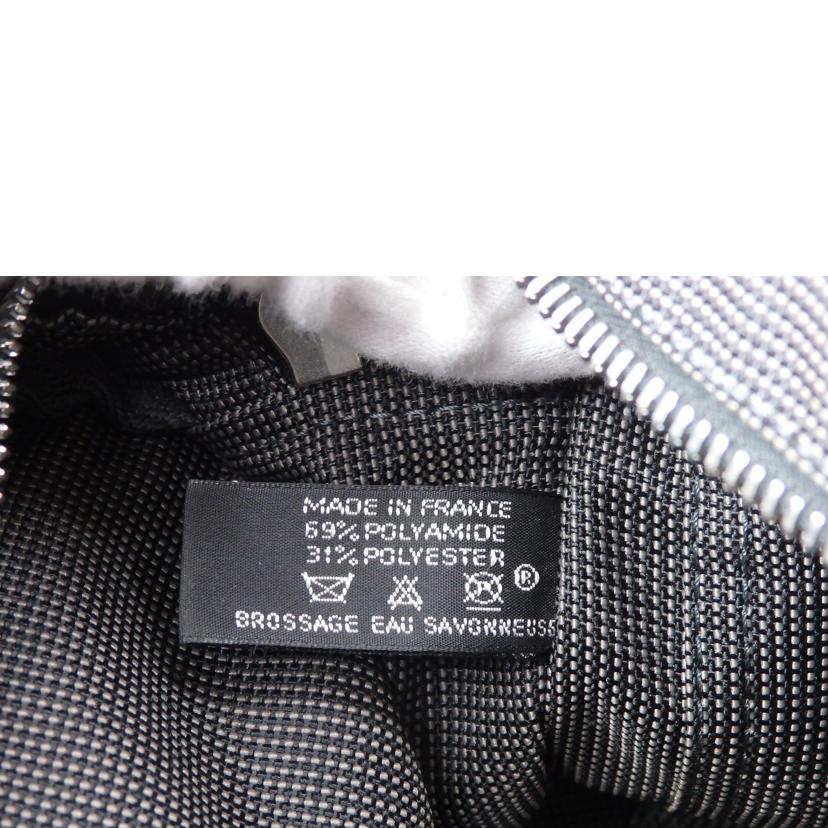 MADE IN FRANCE
69% POLYAMIDE
31% POLYESTER
®
BROSSAGE EAU SAVONNEUSE